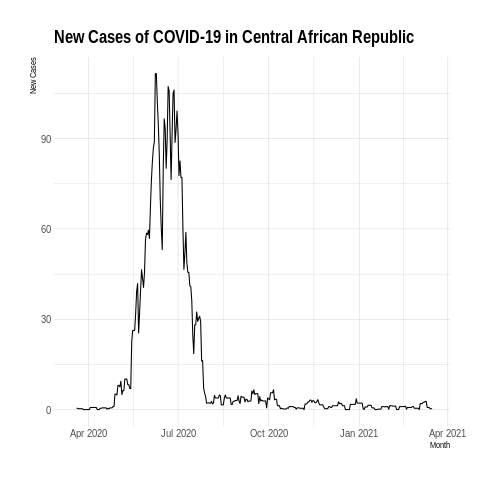 New Cases of COVID-19 in Central African Republic
New Cases
90
60
30
0
Apr 2020 Jul 2020 Oct 2020 Jan 2021 Apr 2021
Month